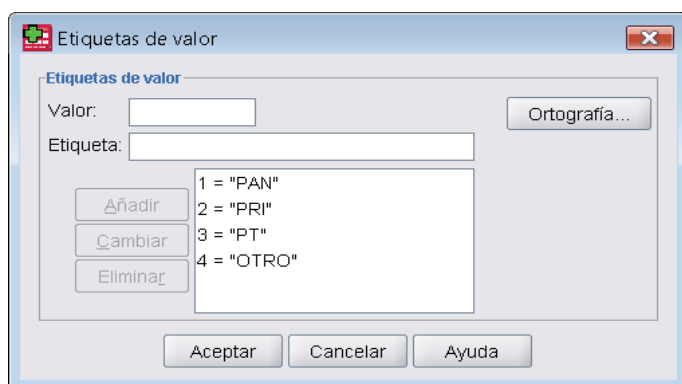 Etiquetas de valor
Etiquetas de valor
Valor:
Ortografía...
Etiqueta:
Añadir
Cambiar
Eliminar
1 = "PAN"
2 = "PRI"
3 = "PT"
4 = "OTRO"
Aceptar Cancelar Ayuda